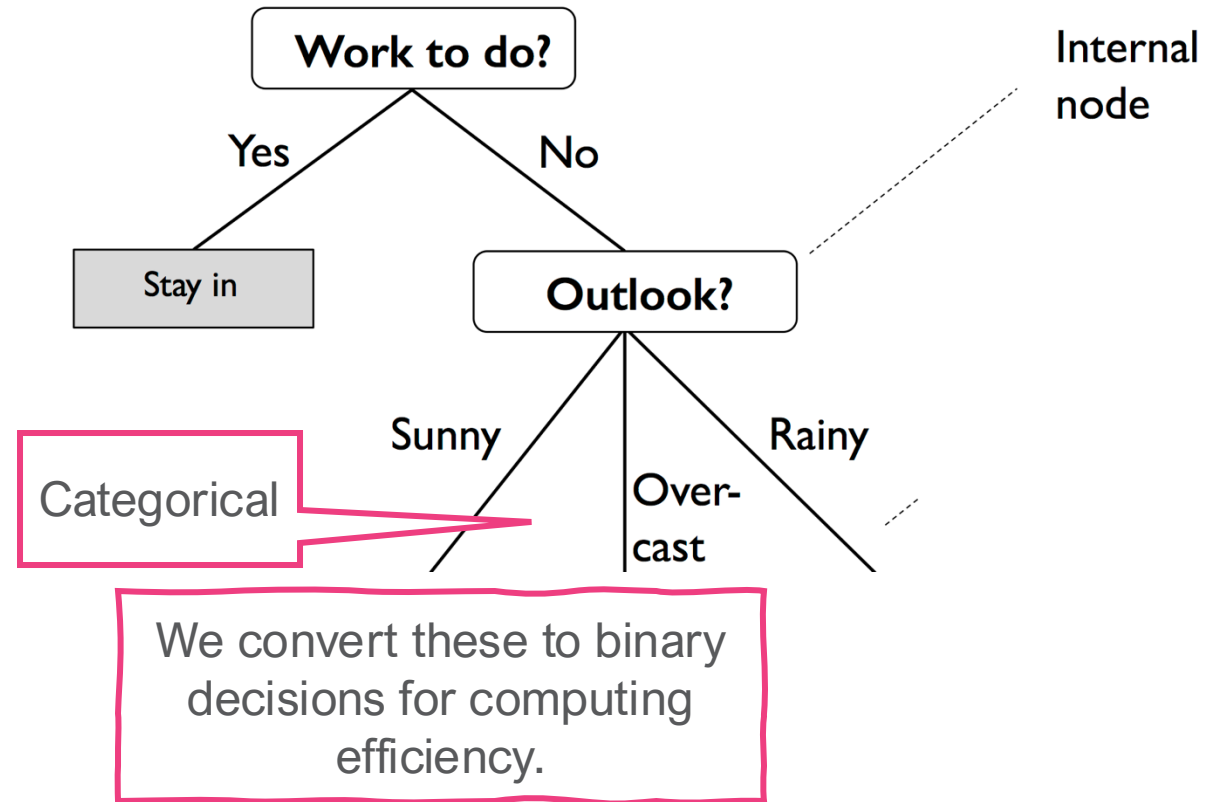 Work to do?
Internal
node
Yes
No
Stay in
Outlook?
Sunny
Rainy
Categorical
Over-
cast
We convert these to binary
decisions for computing
efficiency.